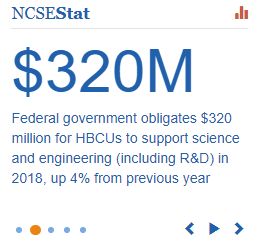 NCSEStat
$320M
Federal government obligates $320
million for HBCUs to support science
and engineering (including R&D) in
2018, up 4% from previous year